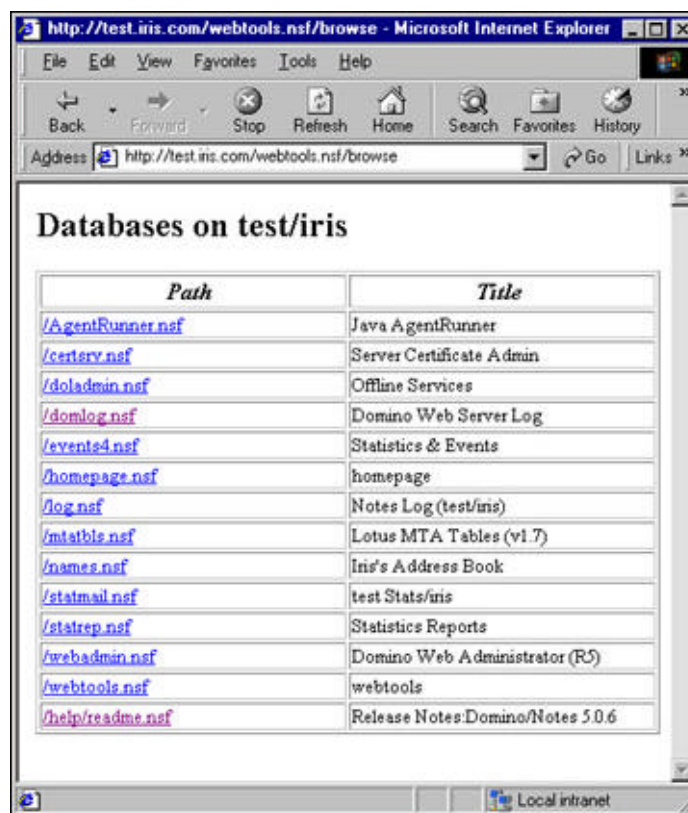 http://test.iris.com/webtools.nsf/browse - Microsoft Internet Explorer
File Edit View Favorites Tools Help
Back Forward Stop Refresh Home Search Favorites History »
Address http://test.iris.com/webtools.nsf/browse Go Links »
Databases on test/iris
Path Title
/AgentRunner.nsf Java AgentRunner
/certsrv.nsf Server Certificate Admin
/doladmin.nsf Offline Services
/domlog.nsf Domino Web Server Log
/events4.nsf Statistics & Events
/homepage.nsf homepage
/log.nsf Notes Log (test/iris)
/mtatbls.nsf Lotus MTA Tables (v1.7)
/names.nsf Iris's Address Book
/statmail.nsf test Stats/iris
/statrep.nsf Statistics Reports
/webadmin.nsf Domino Web Administrator (R5)
/webtools.nsf webtools
/help/readme.nsf Release Notes:Domino/Notes 5.0.6
Local intranet